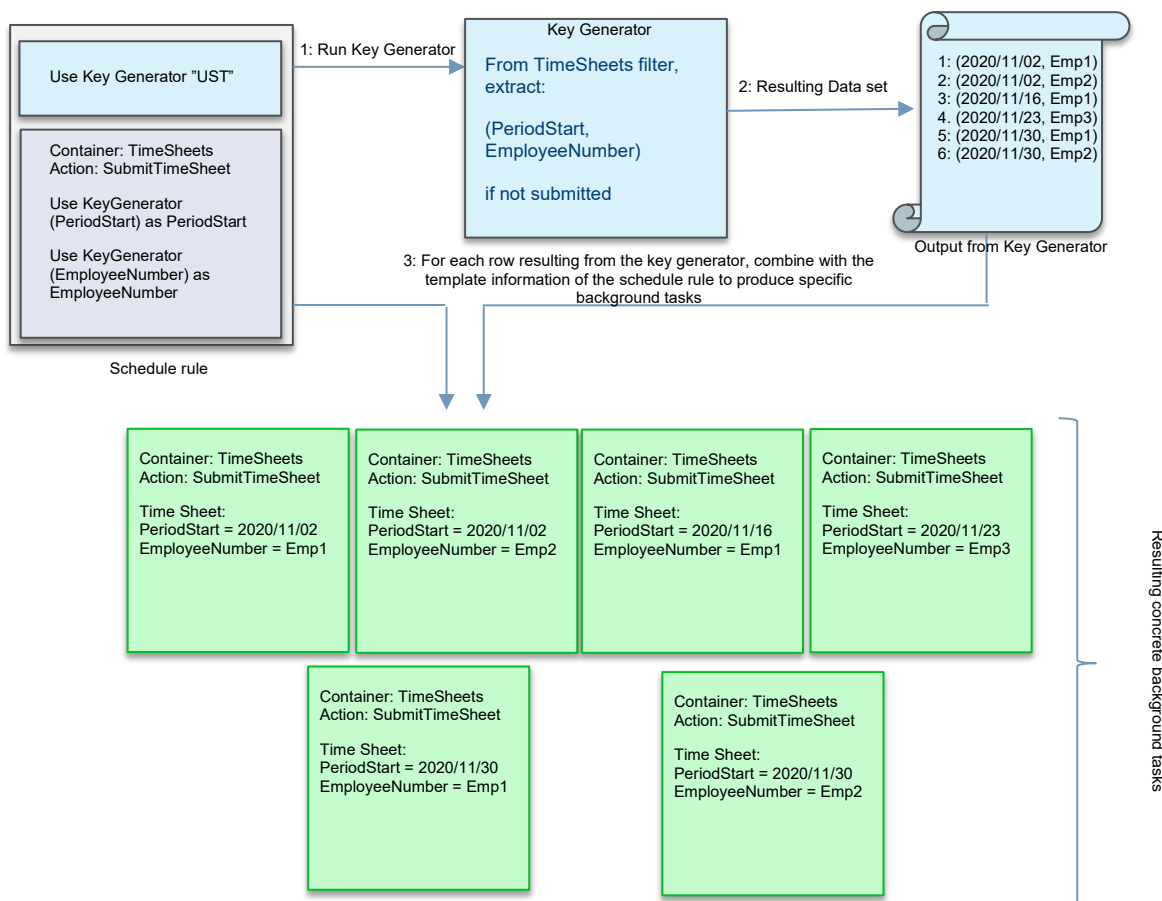 Use Key Generator ”UST”
Container: TimeSheets
Action: SubmitTimeSheet
Use KeyGenerator
(PeriodStart) as PeriodStart
Use KeyGenerator
(EmployeeNumber) as
EmployeeNumber
Schedule rule
1: Run Key Generator
Key Generator
From TimeSheets filter,
extract:
(PeriodStart,
EmployeeNumber)
if not submitted
2: Resulting Data set
1: (2020/11/02, Emp1)
2: (2020/11/02, Emp2)
3: (2020/11/16, Emp1)
4. (2020/11/23, Emp3)
5: (2020/11/30, Emp1)
6: (2020/11/30, Emp2)
Output from Key Generator
3: For each row resulting from the key generator, combine with the
template information of the schedule rule to produce specific
background tasks
Container: TimeSheets
Action: SubmitTimeSheet
Time Sheet:
PeriodStart = 2020/11/02
EmployeeNumber = Emp1
Container: TimeSheets
Action: SubmitTimeSheet
Time Sheet:
PeriodStart = 2020/11/02
EmployeeNumber = Emp2
Container: TimeSheets
Action: SubmitTimeSheet
Time Sheet:
PeriodStart = 2020/11/16
EmployeeNumber = Emp1
Container: TimeSheets
Action: SubmitTimeSheet
Time Sheet:
PeriodStart = 2020/11/23
EmployeeNumber = Emp3
Container: TimeSheets
Action: SubmitTimeSheet
Time Sheet:
PeriodStart = 2020/11/30
EmployeeNumber = Emp1
Container: TimeSheets
Action: SubmitTimeSheet
Time Sheet:
PeriodStart = 2020/11/30
EmployeeNumber = Emp2
Resulting concrete background tasks